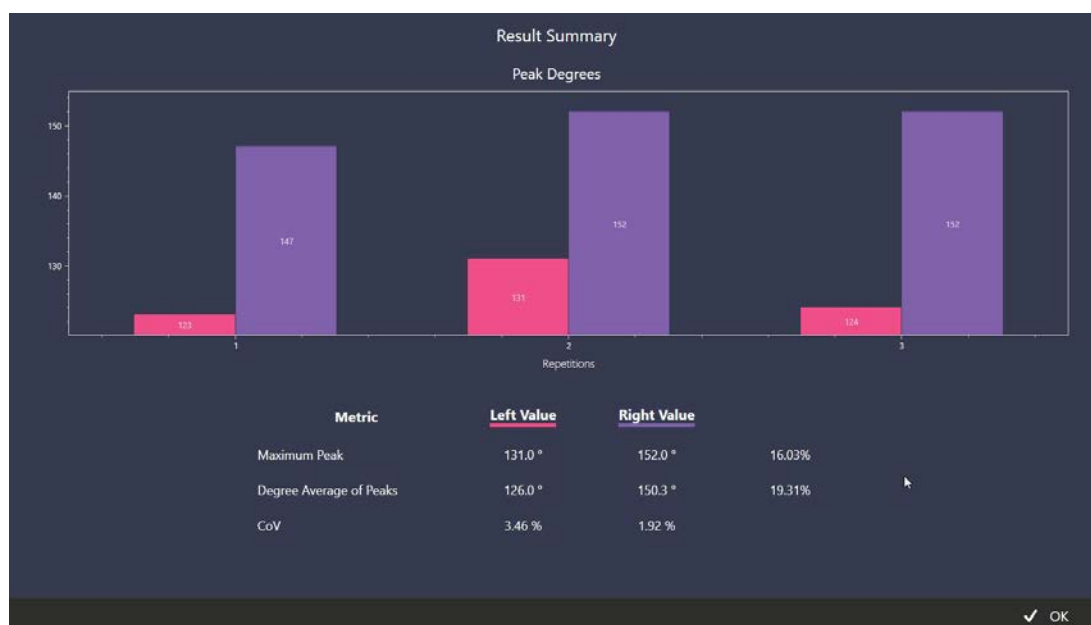 Result Summary
Peak Degrees
150
140
130
123
147
131
152
124
152
1
2
3
Repetitions
Metric Left Value Right Value
Maximum Peak 131.0 º 152.0 º 16.03%
Degree Average of Peaks 126.0 º 150.3 º 19.31%
CoV 3.46 % 1.92 %
OK